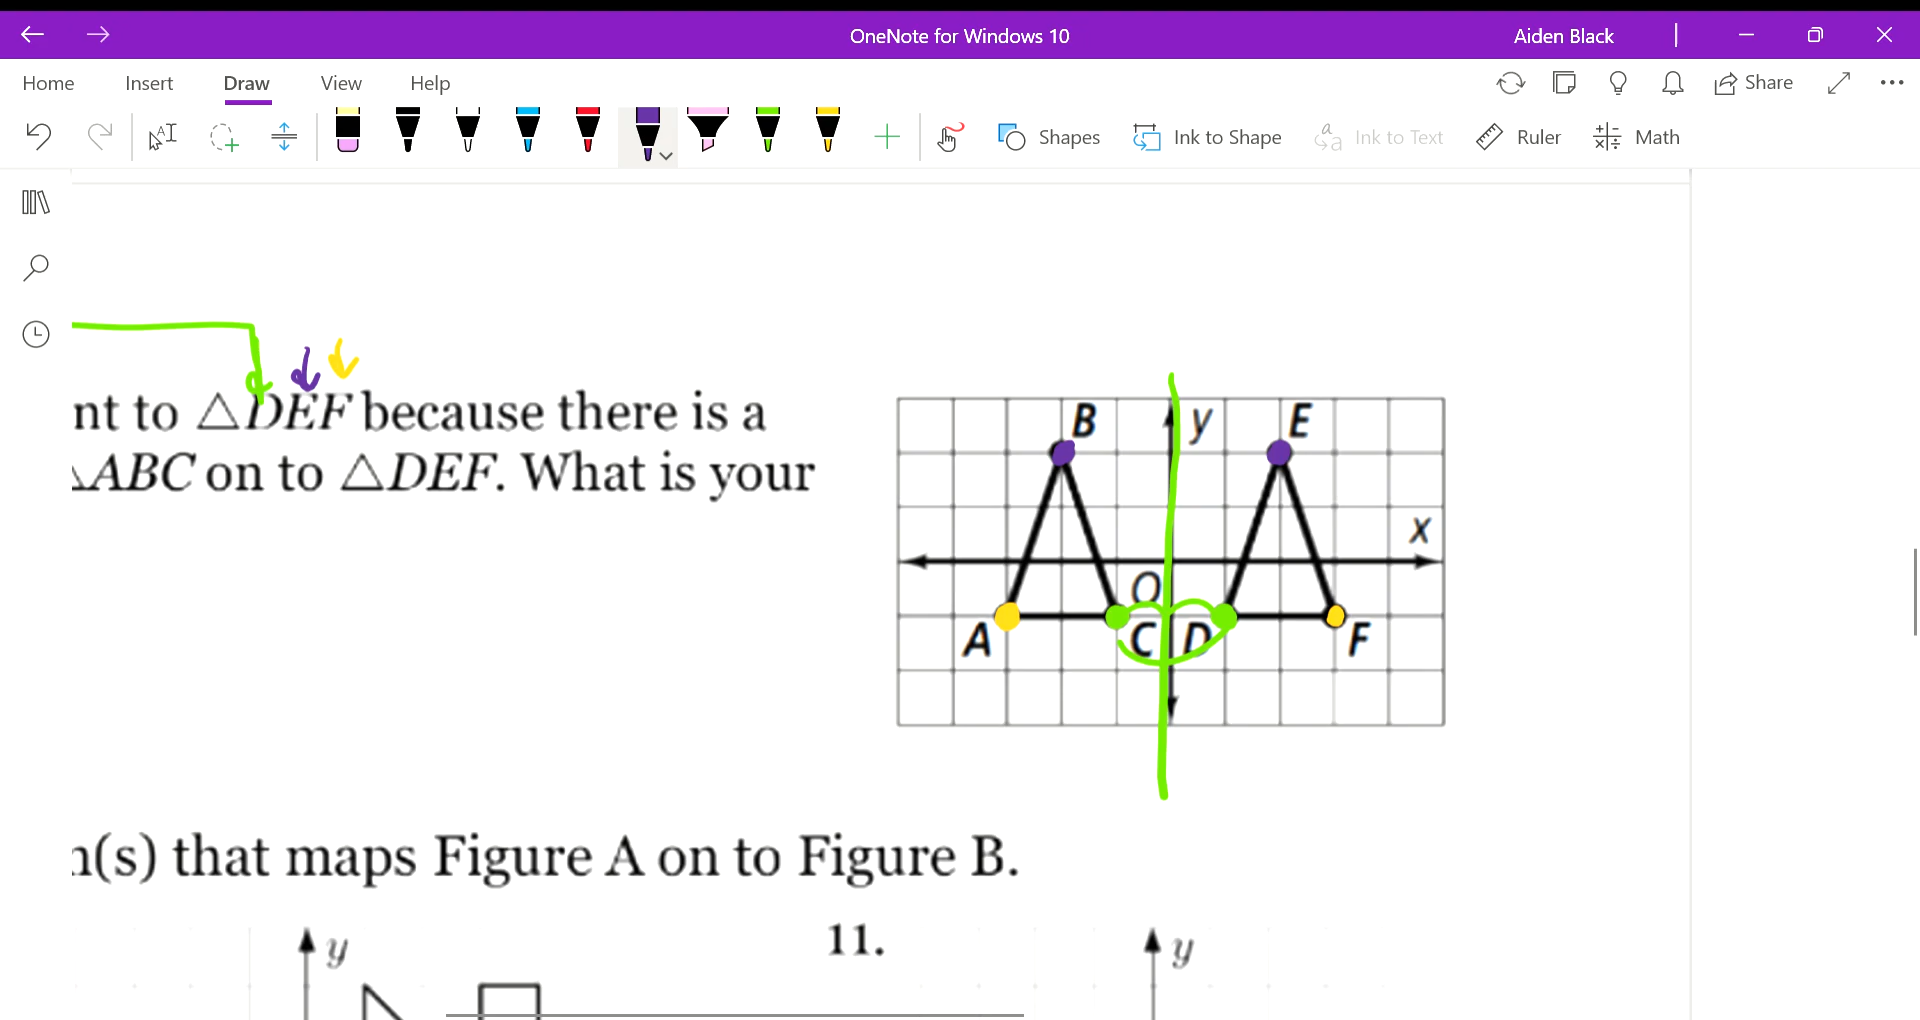 OneNote for Windows 10
Aiden Black
Home Insert Draw View Help
Share
Shapes Ink to Shape Ink to Text Ruler Math
nt to △DEF because there is a
ABC on to △DEF. What is your
B y E
x
O
A C D F
n(s) that maps Figure A on to Figure B.
11.
y y